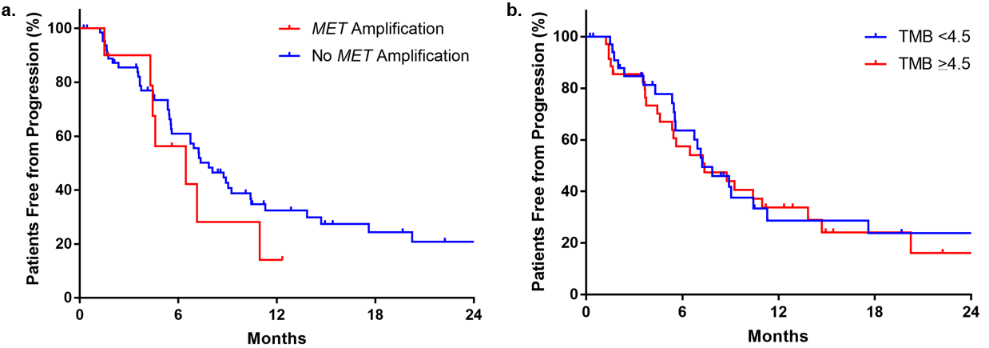 a.
Patients Free from Progression (%)
100
80
60
40
20
0
0 6 12 18 24
Months
MET Amplification
No MET Amplification
b.
Patients Free from Progression (%)
100
80
60
40
20
0
0 6 12 18 24
Months
TMB <4.5
TMB ≥4.5